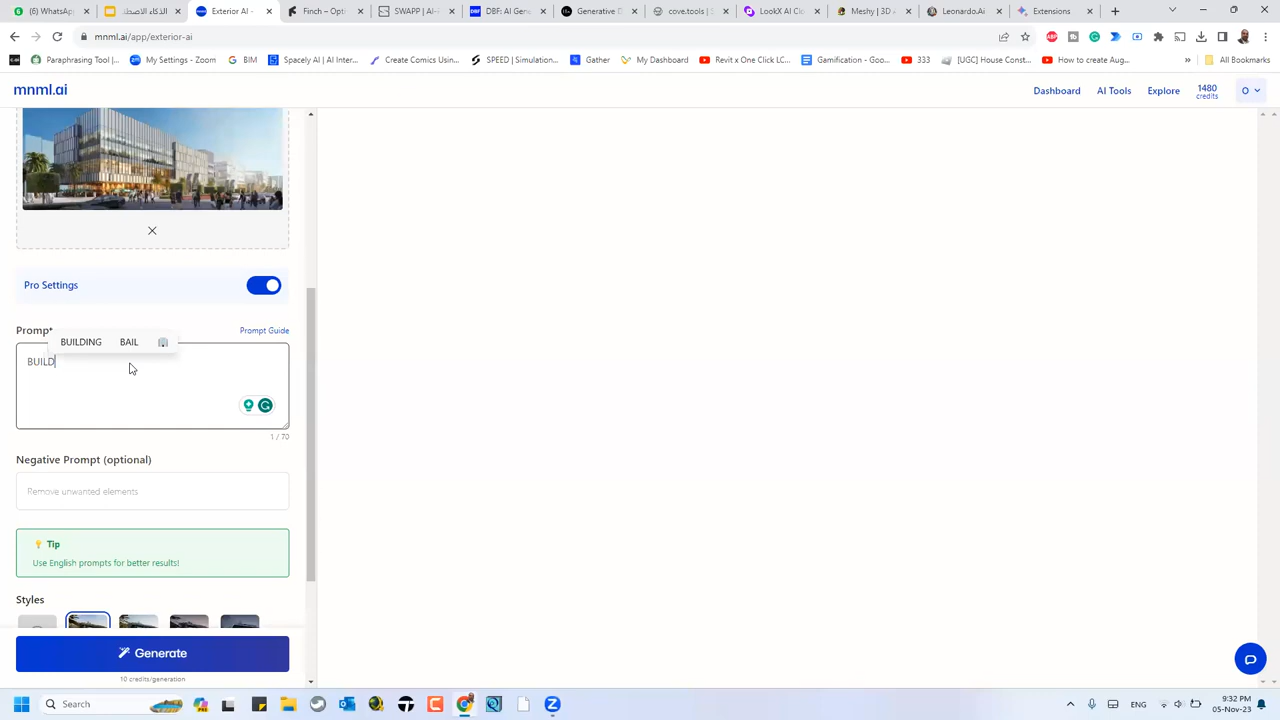 (6) WhatsApp
Exterior AI -
Finch – Opt
SWAPP | AI-
DBF: AI Gener
Generative D
cove.tools | S
LookX AI Cl
Meshy | 3D
Leonardo.Ai
Extensions
mnml.ai/app/exterior-ai
Paraphrasing Tool |...
My Settings - Zoom
BIM
Spacely AI | AI Inter...
Create Comics Usin...
SPEED | Simulation...
Gather
My Dashboard
Revit x One Click LC...
Gamification - Goo...
333
[UGC] House Const...
How to create Aug...
»
All Bookmarks
mnml.ai
Dashboard
AI Tools
Explore
1480
credits
O
Pro Settings
Prompt
Prompt Guide
BUILDING BAIL
BUILD
1 / 70
Negative Prompt (optional)
Remove unwanted elements
Tip
Use English prompts for better results!
Styles
Generate
10 credits/generation
Search
ENG
9:32 PM
05-Nov-23